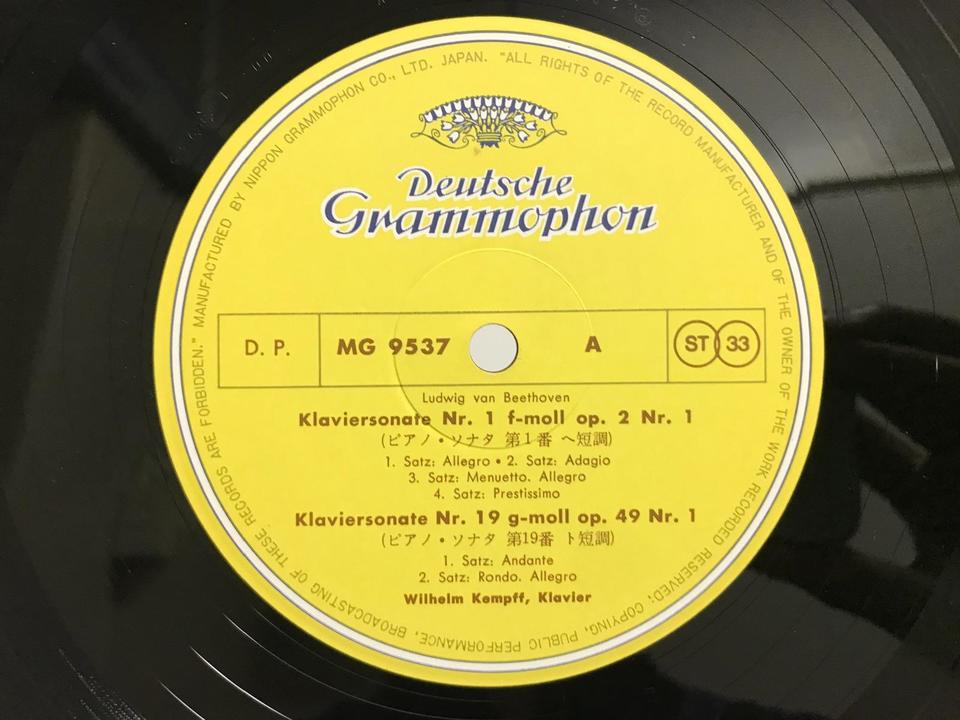 MANUFACTURED BY NIPPON GRAMMOPHON CO., LTD. JAPAN. "ALL RIGHTS OF THE RECORD MANUFACTURER AND OF THE OWNER OF THE WORK RECORDED RESERVED; COPYING, PUBLIC PERFORMANCE, BROADCASTING OF THESE RECORDS ARE FORBIDDEN."
Deutsche
Grammophon
D. P. MG 9537 A ST 33
Ludwig van Beethoven
Klaviersonate Nr. 1 f-moll op. 2 Nr. 1
(ピアノ・ソナタ 第1番 ヘ短調)
1. Satz: Allegro • 2. Satz: Adagio
3. Satz: Menuetto. Allegro
4. Satz: Prestissimo
Klaviersonate Nr. 19 g-moll op. 49 Nr. 1
(ピアノ・ソナタ 第19番 ト短調)
1. Satz: Andante
2. Satz: Rondo. Allegro
Wilhelm Kempff, Klavier